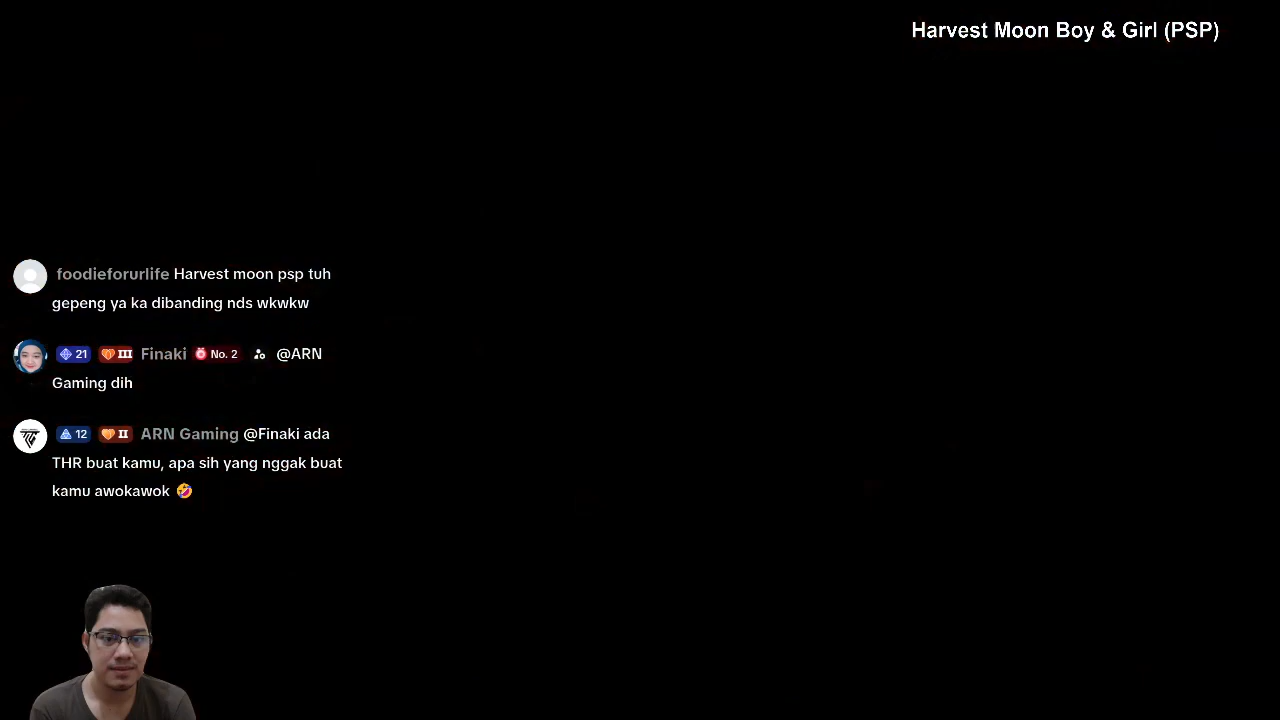 Harvest Moon Boy & Girl (PSP)
foodieforurlife Harvest moon psp tuh
gepeng ya ka dibanding nds wkwkw
21 III Finaki No. 2 @ARN
Gaming dih
12 II ARN Gaming @Finaki ada
THR buat kamu, apa sih yang nggak buat
kamu awokawok 🤣